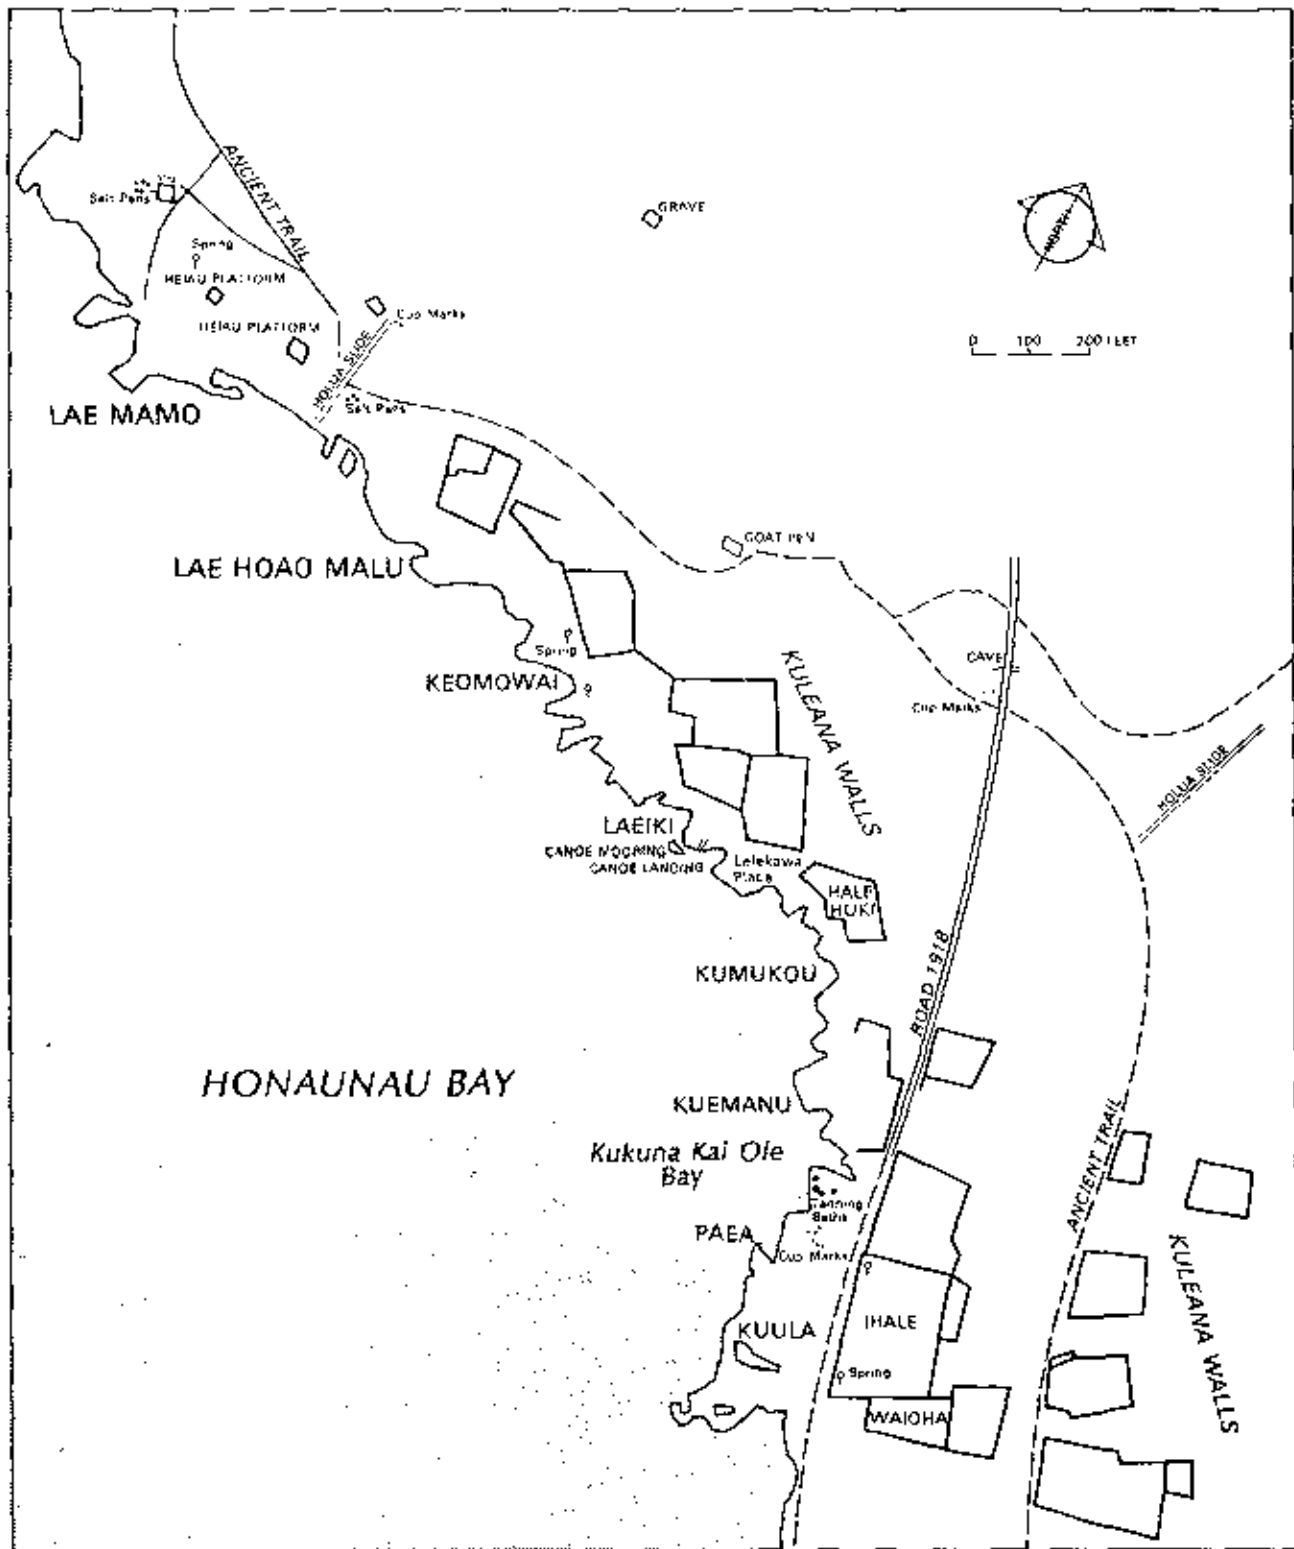 ANCIENT TRAIL
Salt Pans
Spring
HEIAU PLATFORM
HEIAU PLATFORM
GRAVE
NORTH
0 100 200 FEET
Cup Marks
HOLUA SLIDE
Salt Pans
LAE MAMO
LAE HOAO MALU
GOAT PEN
Spring
KEOMOWAI
KULEANA WALLS
CAVE
Cup Marks
HOLUA SLIDE
LAEIKI
CANOE MOORING
CANOE LANDING
Lelekawa
Place
HALE
HUKI
KUMUKOU
ROAD 1918
HONAUNAU BAY
KUEMANU
Kukuna Kai Ole
Bay
ANCIENT TRAIL
Tanning
Baths
PAEA
Cup Marks
KUULA
IHALE
Spring
WAIOHA
KULEANA WALLS